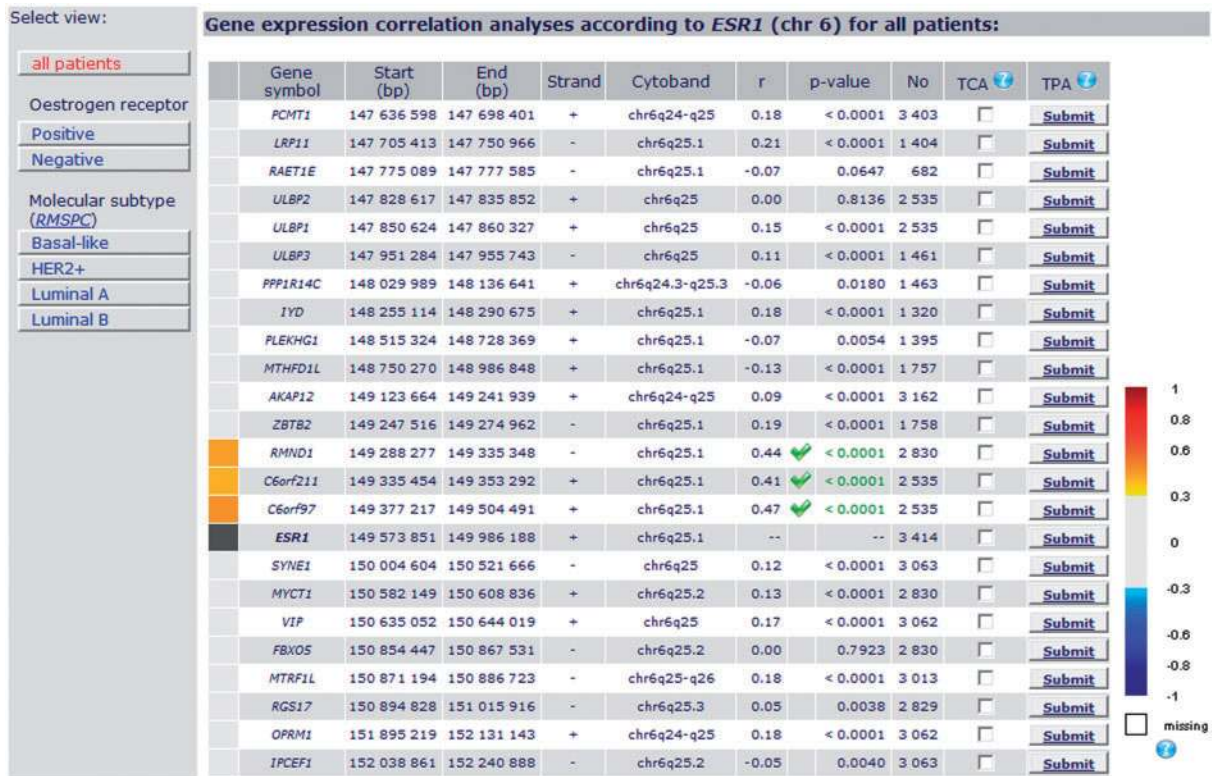 Select view:
all patients
Oestrogen receptor
Positive
Negative
Molecular subtype
(RMSPC)
Basal-like
HER2+
Luminal A
Luminal B
Gene expression correlation analyses according to ESR1 (chr 6) for all patients:
Gene symbol Start (bp) End (bp) Strand Cytoband r p-value No TCA ? TPA ?
PCMT1 147 636 598 147 698 401 + chr6q24-q25 0.18 < 0.0001 3 403 Submit
LRP11 147 705 413 147 750 966 - chr6q25.1 0.21 < 0.0001 1 404 Submit
RAET1E 147 775 089 147 777 585 - chr6q25.1 -0.07 0.0647 682 Submit
ULBP2 147 828 617 147 835 852 + chr6q25 0.00 0.8136 2 535 Submit
ULBP1 147 850 624 147 860 327 + chr6q25 0.15 < 0.0001 2 535 Submit
ULBP3 147 951 284 147 955 743 - chr6q25 0.11 < 0.0001 1 461 Submit
PPP1R14C 148 029 989 148 136 641 + chr6q24.3-q25.3 -0.06 0.0180 1 463 Submit
IYD 148 255 114 148 290 675 + chr6q25.1 0.18 < 0.0001 1 320 Submit
PLEKHG1 148 515 324 148 728 369 + chr6q25.1 -0.07 0.0054 1 395 Submit
MTHFD1L 148 750 270 148 986 848 + chr6q25.1 -0.13 < 0.0001 1 757 Submit
AKAP12 149 123 664 149 241 939 + chr6q24-q25 0.09 < 0.0001 3 162 Submit
ZBTB2 149 247 516 149 274 962 - chr6q25.1 0.19 < 0.0001 1 758 Submit
RMND1 149 288 277 149 335 348 - chr6q25.1 0.44 < 0.0001 2 830 Submit
C6orf211 149 335 454 149 353 292 + chr6q25.1 0.41 < 0.0001 2 535 Submit
C6orf97 149 377 217 149 504 491 + chr6q25.1 0.47 < 0.0001 2 535 Submit
ESR1 149 573 851 149 986 188 + chr6q25.1 -- -- 3 414 Submit
SYNE1 150 004 604 150 521 666 - chr6q25 0.12 < 0.0001 3 063 Submit
MYCT1 150 582 149 150 608 836 + chr6q25.2 0.13 < 0.0001 2 830 Submit
VIP 150 635 052 150 644 019 + chr6q25 0.17 < 0.0001 3 062 Submit
FBXO5 150 854 447 150 867 531 - chr6q25.2 0.00 0.7923 2 830 Submit
MTRF1L 150 871 194 150 886 723 - chr6q25-q26 0.18 < 0.0001 3 013 Submit
RGS17 150 894 828 151 015 916 - chr6q25.3 0.05 0.0038 2 829 Submit
OPRM1 151 895 219 152 131 143 + chr6q24-q25 0.18 < 0.0001 3 062 Submit
IPCEF1 152 038 861 152 240 888 - chr6q25.2 -0.05 0.0040 3 063 Submit
1
0.8
0.6
0.3
0
-0.3
-0.6
-0.8
-1
missing
?